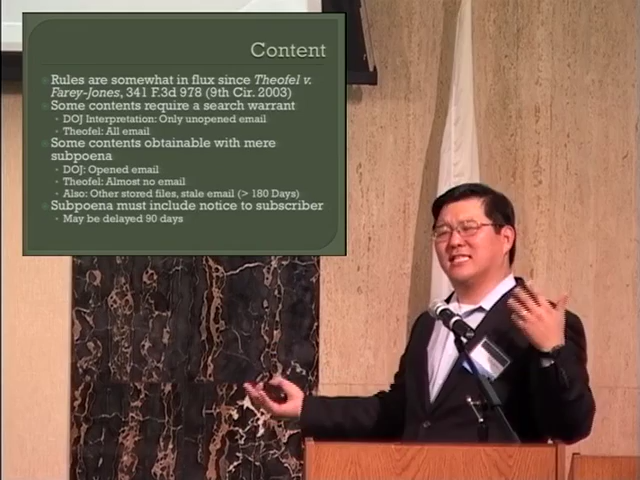 Content
Rules are somewhat in flux since Theofel v.
Farey-Jones, 341 F.3d 978 (9th Cir. 2003)
Some contents require a search warrant
DOJ Interpretation: Only unopened email
Theofel: All email
Some contents obtainable with mere
subpoena
DOJ: Opened email
Theofel: Almost no email
Also: Other stored files, stale email (> 180 Days)
Subpoena must include notice to subscriber
May be delayed 90 days